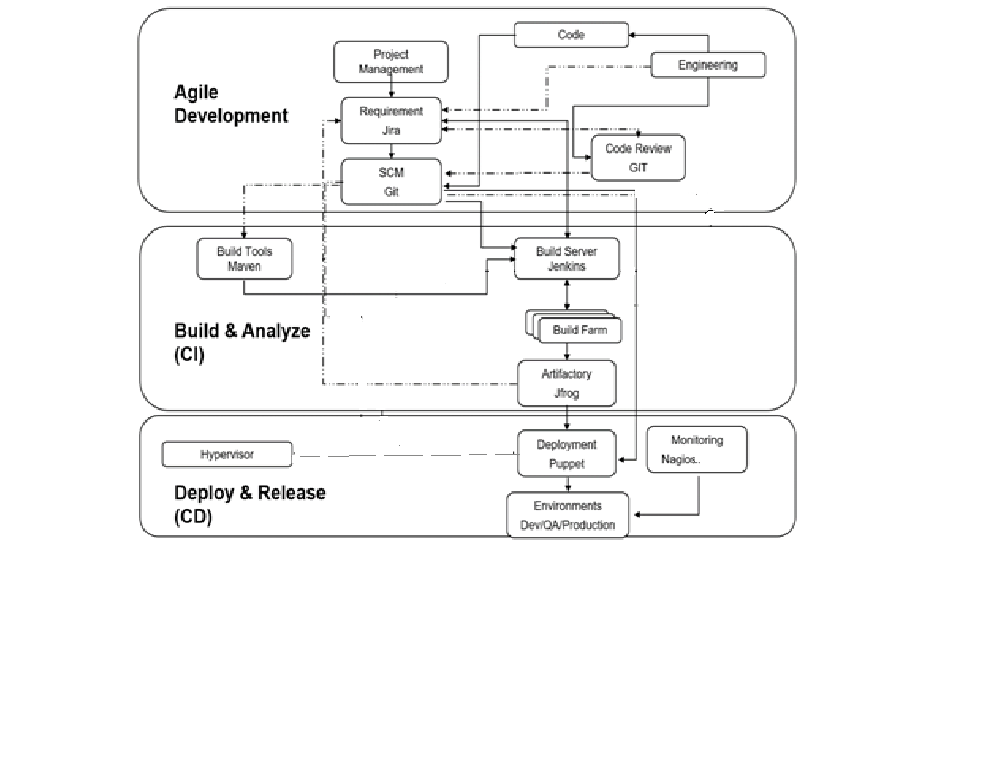 Code
Project
Management
Engineering
Agile
Development
Requirement
Jira
Code Review
GIT
SCM
Git
Build Tools
Maven
Build Server
Jenkins
Build & Analyze
(CI)
Build Farm
Artifactory
Jfrog
Hypervisor
Deployment
Puppet
Monitoring
Nagios..
Deploy & Release
(CD)
Environments
Dev/QA/Production